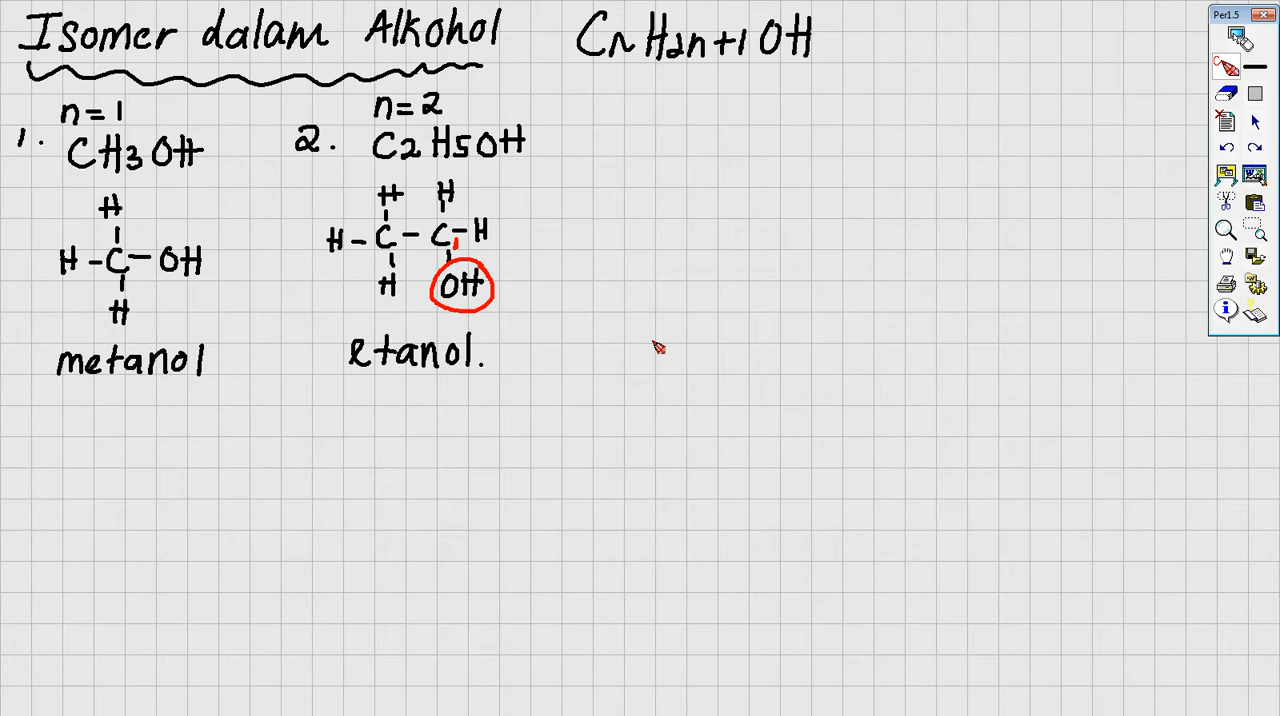 Isomer dalam Alkohol
CnH2n+1OH
n=1
1. CH3OH
H
H-C-OH
H
metanol
n=2
2. C2H5OH
H H
H-C-C-H
H OH
etanol.
Per1.5